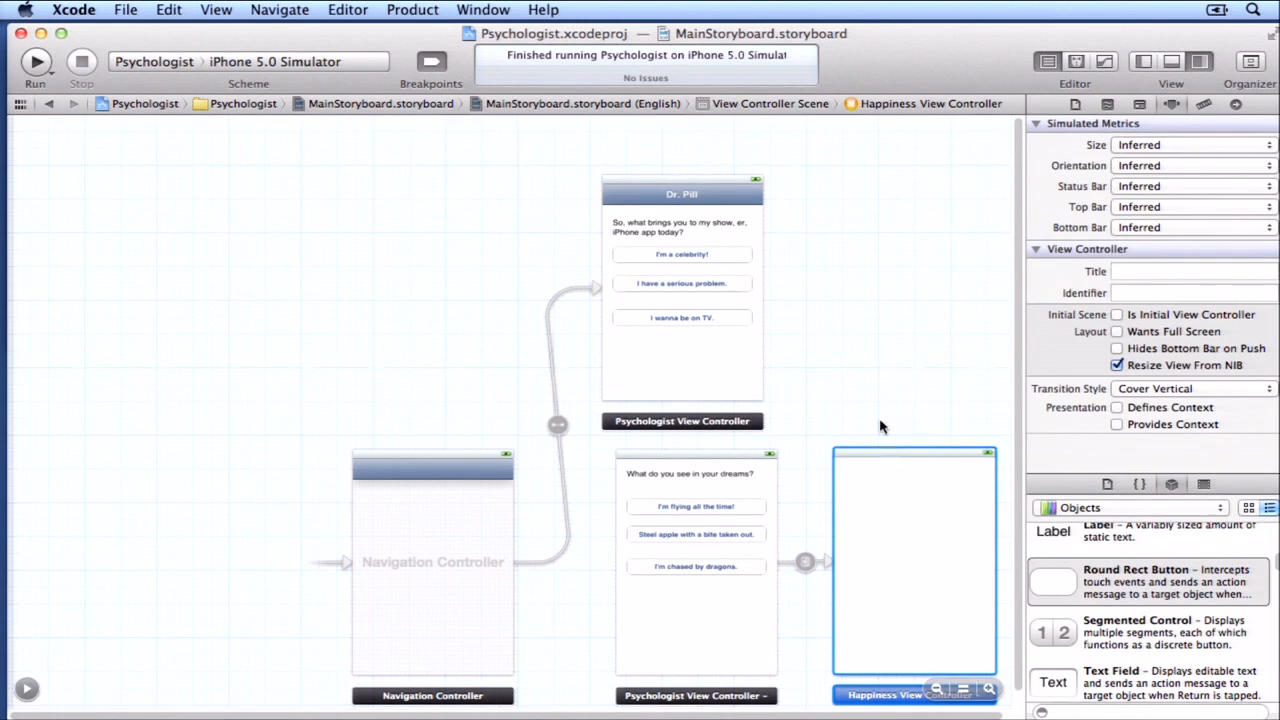 Xcode File Edit View Navigate Editor Product Window Help
Psychologist.xcodeproj — MainStoryboard.storyboard
Psychologist iPhone 5.0 Simulator
Finished running Psychologist on iPhone 5.0 Simulat
No Issues
Run Stop Scheme Breakpoints Editor View Organizer
Psychologist Psychologist MainStoryboard.storyboard MainStoryboard.storyboard (English) View Controller Scene Happiness View Controller
Simulated Metrics
Size Inferred
Orientation Inferred
Status Bar Inferred
Top Bar Inferred
Bottom Bar Inferred
View Controller
Title
Identifier
Initial Scene Is Initial View Controller
Layout Wants Full Screen
Hides Bottom Bar on Push
Resize View From NIB
Transition Style Cover Vertical
Presentation Defines Context
Provides Context
Dr. Pill
So, what brings you to my show, er,
iPhone app today?
I'm a celebrity!
I have a serious problem.
I wanna be on TV.
Psychologist View Controller
Navigation Controller
Navigation Controller
What do you see in your dreams?
I'm flying all the time!
Steel apple with a bite taken out.
I'm chased by dragons.
Psychologist View Controller –
Happiness View Controller
Objects
Label
Label – A variably sized amount of
static text.
Round Rect Button – Intercepts
touch events and sends an action
message to a target object when...
1 2
Segmented Control – Displays
multiple segments, each of which
functions as a discrete button.
Text
Text Field – Displays editable text
and sends an action message to a
target object when Return is tapped.